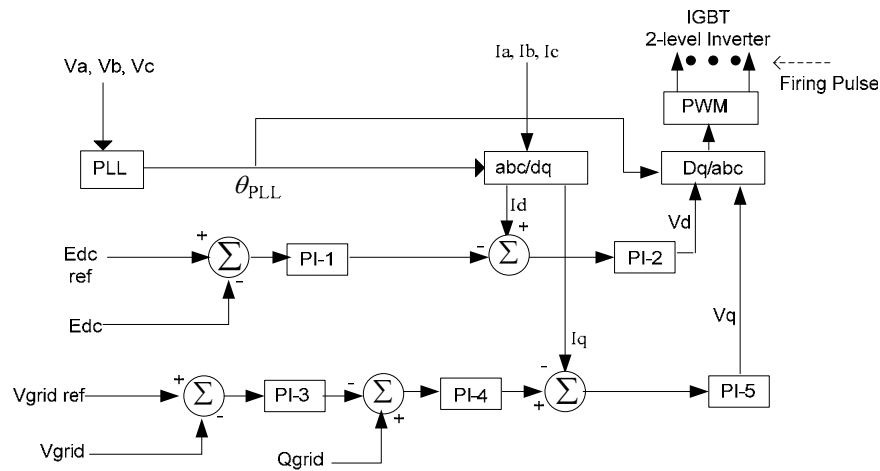 IGBT
2-level Inverter
Va, Vb, Vc
Ia, Ib, Ic
Firing Pulse
PWM
PLL
abc/dq
Dq/abc
θPLL
Id
+
Vd
+
Σ
PI-1
-
Σ
PI-2
Edc
ref
-
Edc
Iq
Vq
Vgrid ref
+
Σ
PI-3
-
Σ
PI-4
-
+
Σ
PI-5
-
+
Vgrid
Qgrid